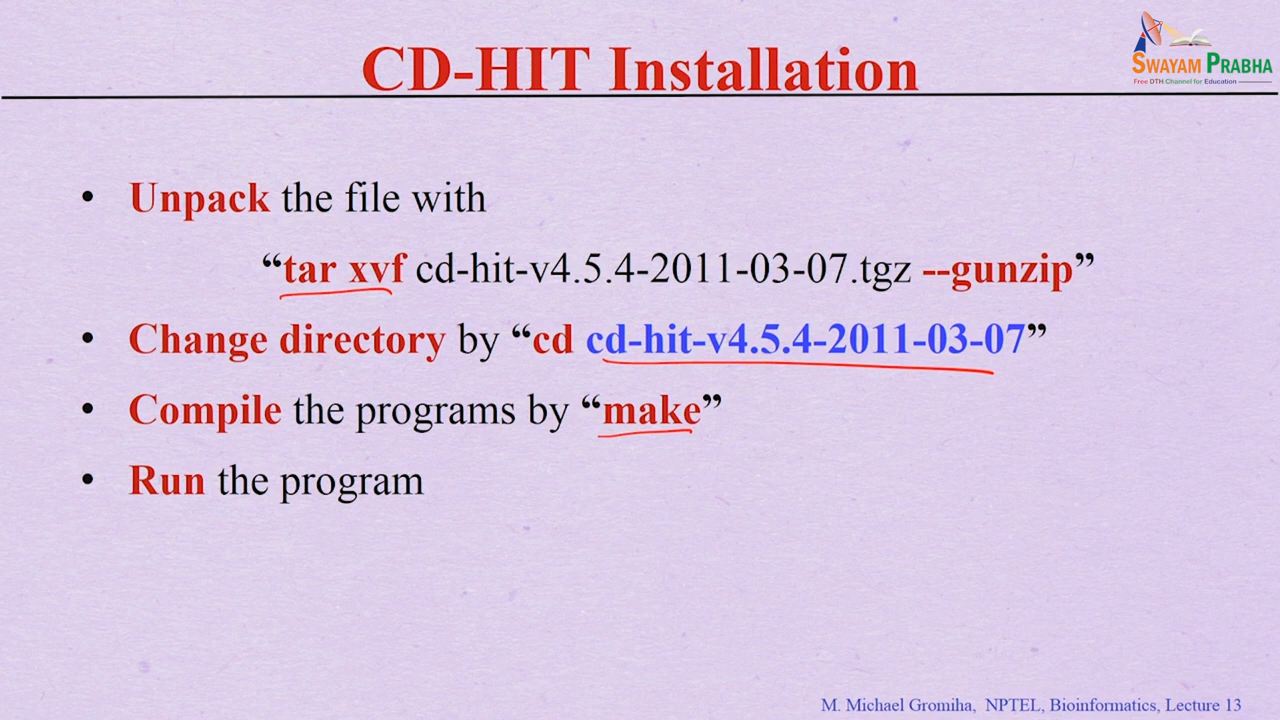 CD-HIT Installation
SWAYAM PRABHA
Free DTH Channel for Education
• Unpack the file with
“tar xvf cd-hit-v4.5.4-2011-03-07.tgz --gunzip”
• Change directory by “cd cd-hit-v4.5.4-2011-03-07”
• Compile the programs by “make”
• Run the program
M. Michael Gromiha, NPTEL, Bioinformatics, Lecture 13